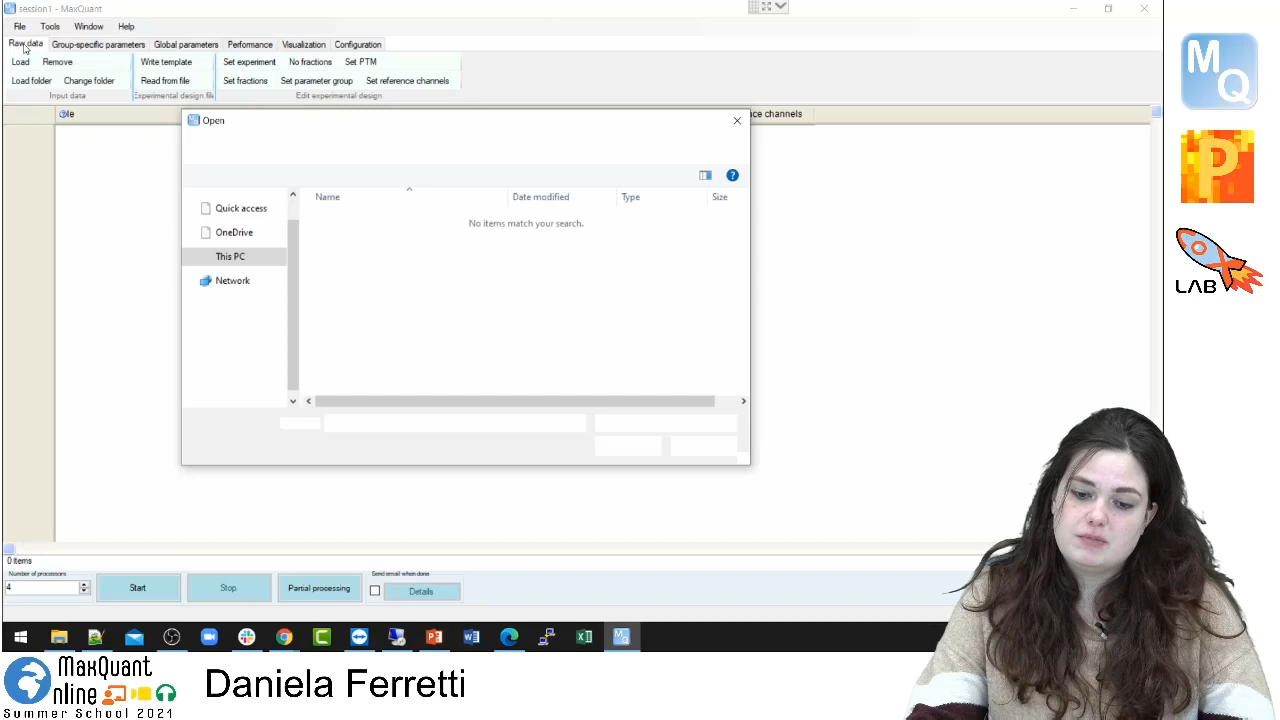 session1 - MaxQuant
File Tools Window Help
Raw data Group-specific parameters Global parameters Performance Visualization Configuration
Load Remove Write template Set experiment No fractions Set PTM
Load folder Change folder Read from file Set fractions Set parameter group Set reference channels
Input data Experimental design file Edit experimental design
ce channels
Open
Name Date modified Type Size
Quick access
No items match your search.
OneDrive
This PC
Network
0 items
Number of processors
Send email when done
4 Start Stop Partial processing Details
MQ
P
LAB
MaxQuant
Online
Summer School 2021
Daniela Ferretti